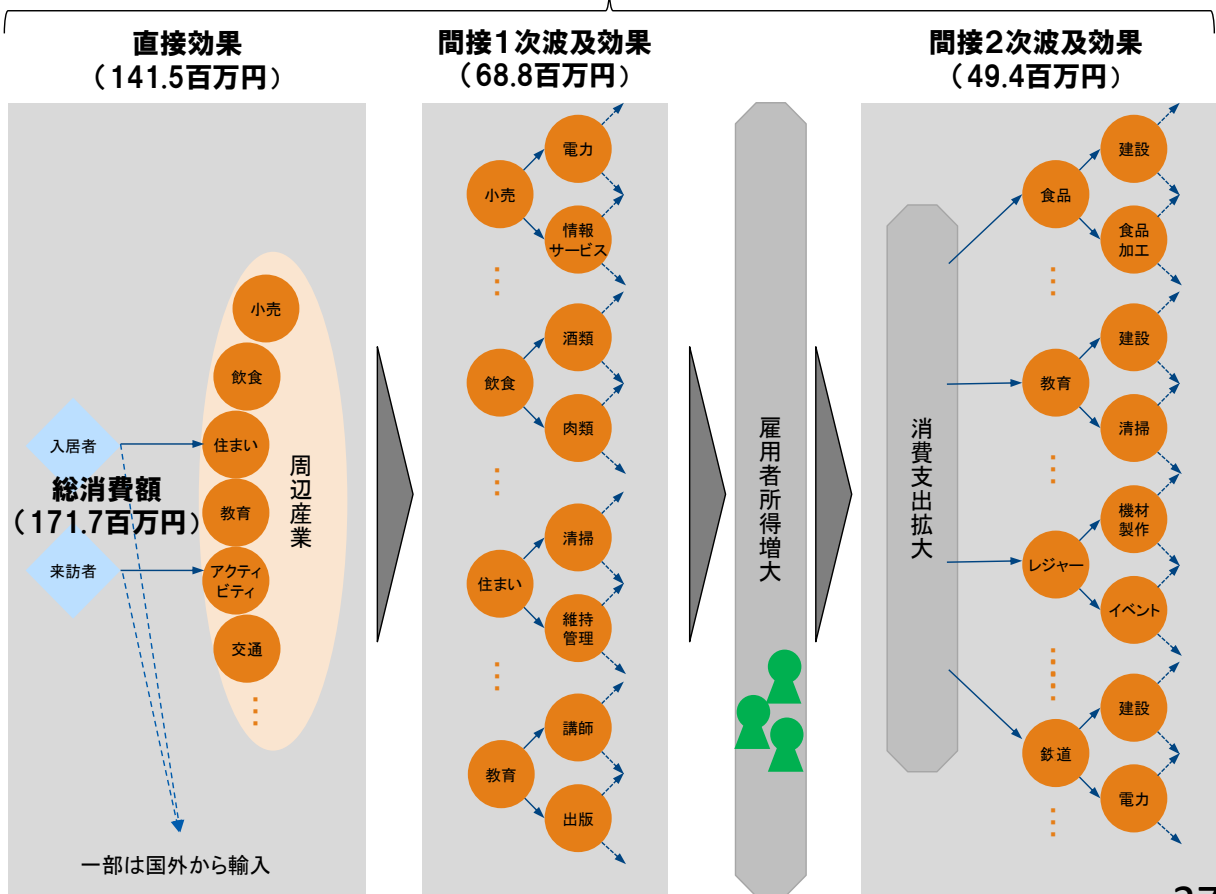 直接効果
（141.5百万円）
間接1次波及効果
（68.8百万円）
間接2次波及効果
（49.4百万円）
入居者
総消費額
（171.7百万円）
来訪者
小売
飲食
住まい
教育
アクティ
ビティ
交通
周辺産業
一部は国外から輸入
小売
電力
情報
サービス
飲食
酒類
肉類
住まい
清掃
維持
管理
教育
講師
出版
雇用者所得増大
消費支出拡大
食品
建設
食品
加工
教育
建設
清掃
レジャー
機材
製作
イベント
鉄道
建設
電力